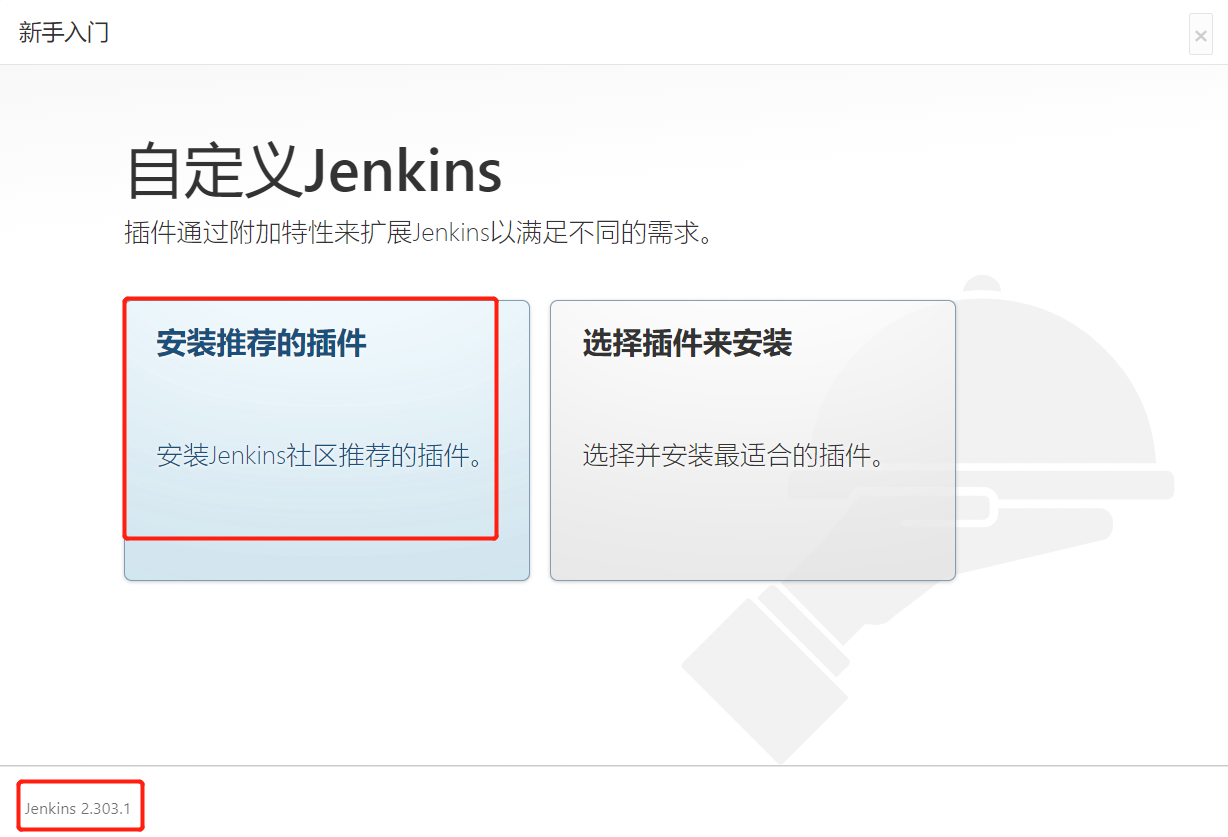 新手入门
×
自定义Jenkins
插件通过附加特性来扩展Jenkins以满足不同的需求。
安装推荐的插件
安装Jenkins社区推荐的插件。
选择插件来安装
选择并安装最适合的插件。
Jenkins 2.303.1